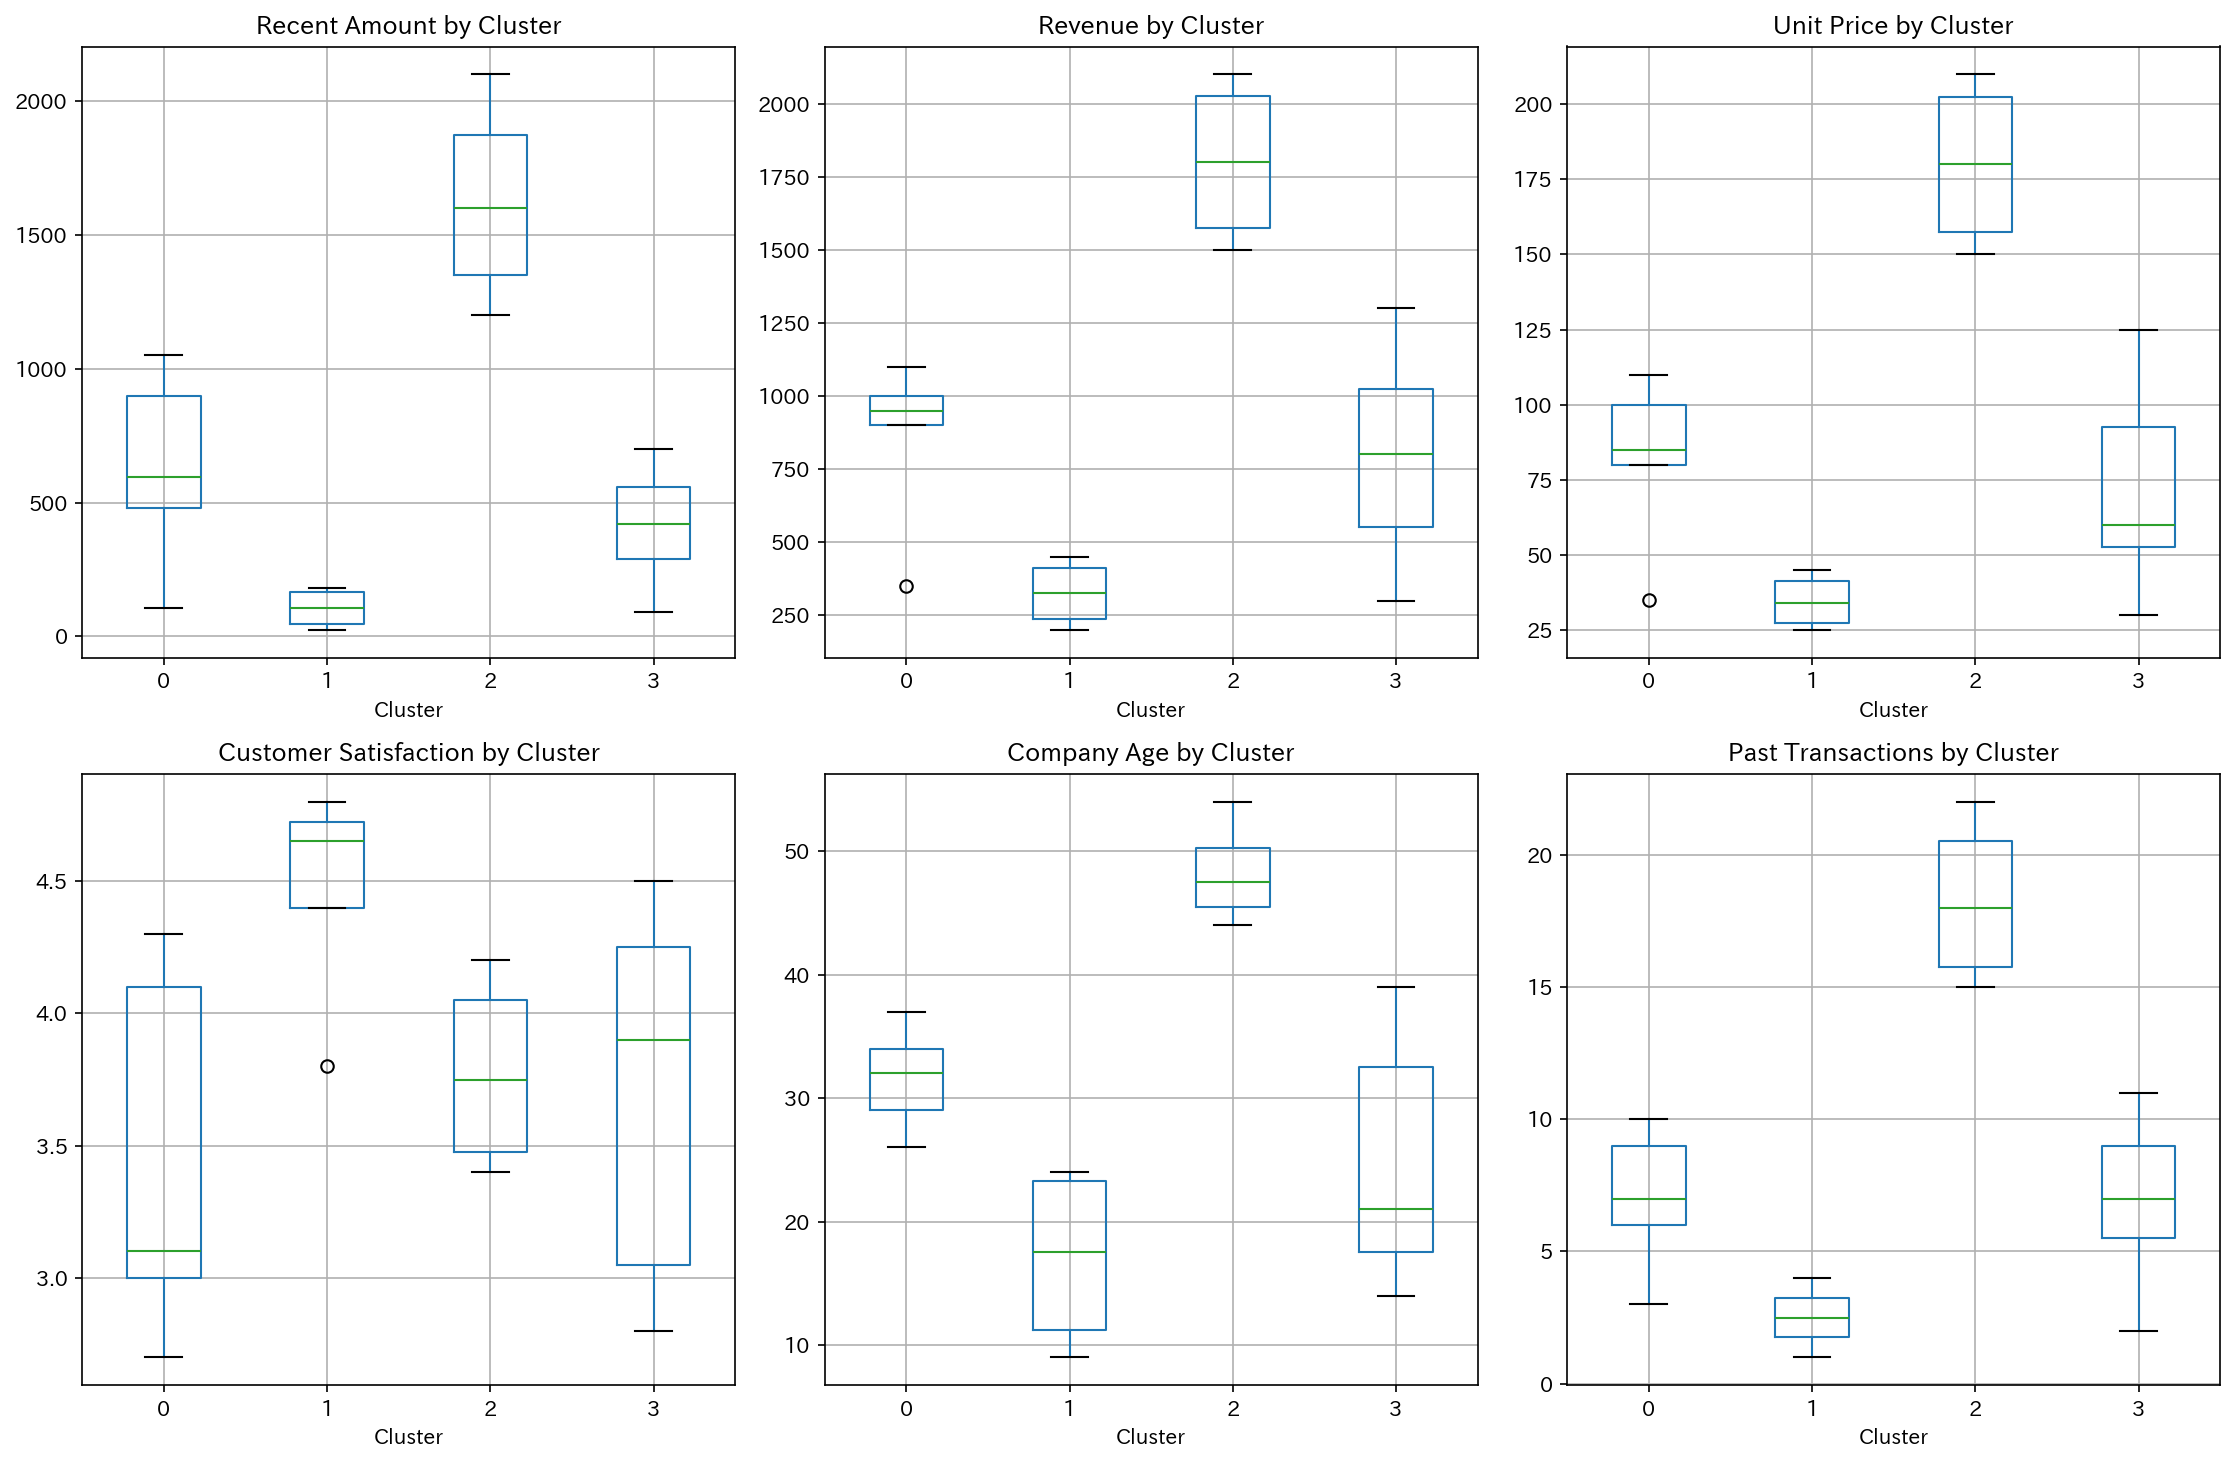 Recent Amount by Cluster
2000
1500
1000
500
0
0 1 2 3
Cluster
Revenue by Cluster
2000
1750
1500
1250
1000
750
500
250
0 1 2 3
Cluster
Unit Price by Cluster
200
175
150
125
100
75
50
25
0 1 2 3
Cluster
Customer Satisfaction by Cluster
4.5
4.0
3.5
3.0
0 1 2 3
Cluster
Company Age by Cluster
50
40
30
20
10
0 1 2 3
Cluster
Past Transactions by Cluster
20
15
10
5
0
0 1 2 3
Cluster